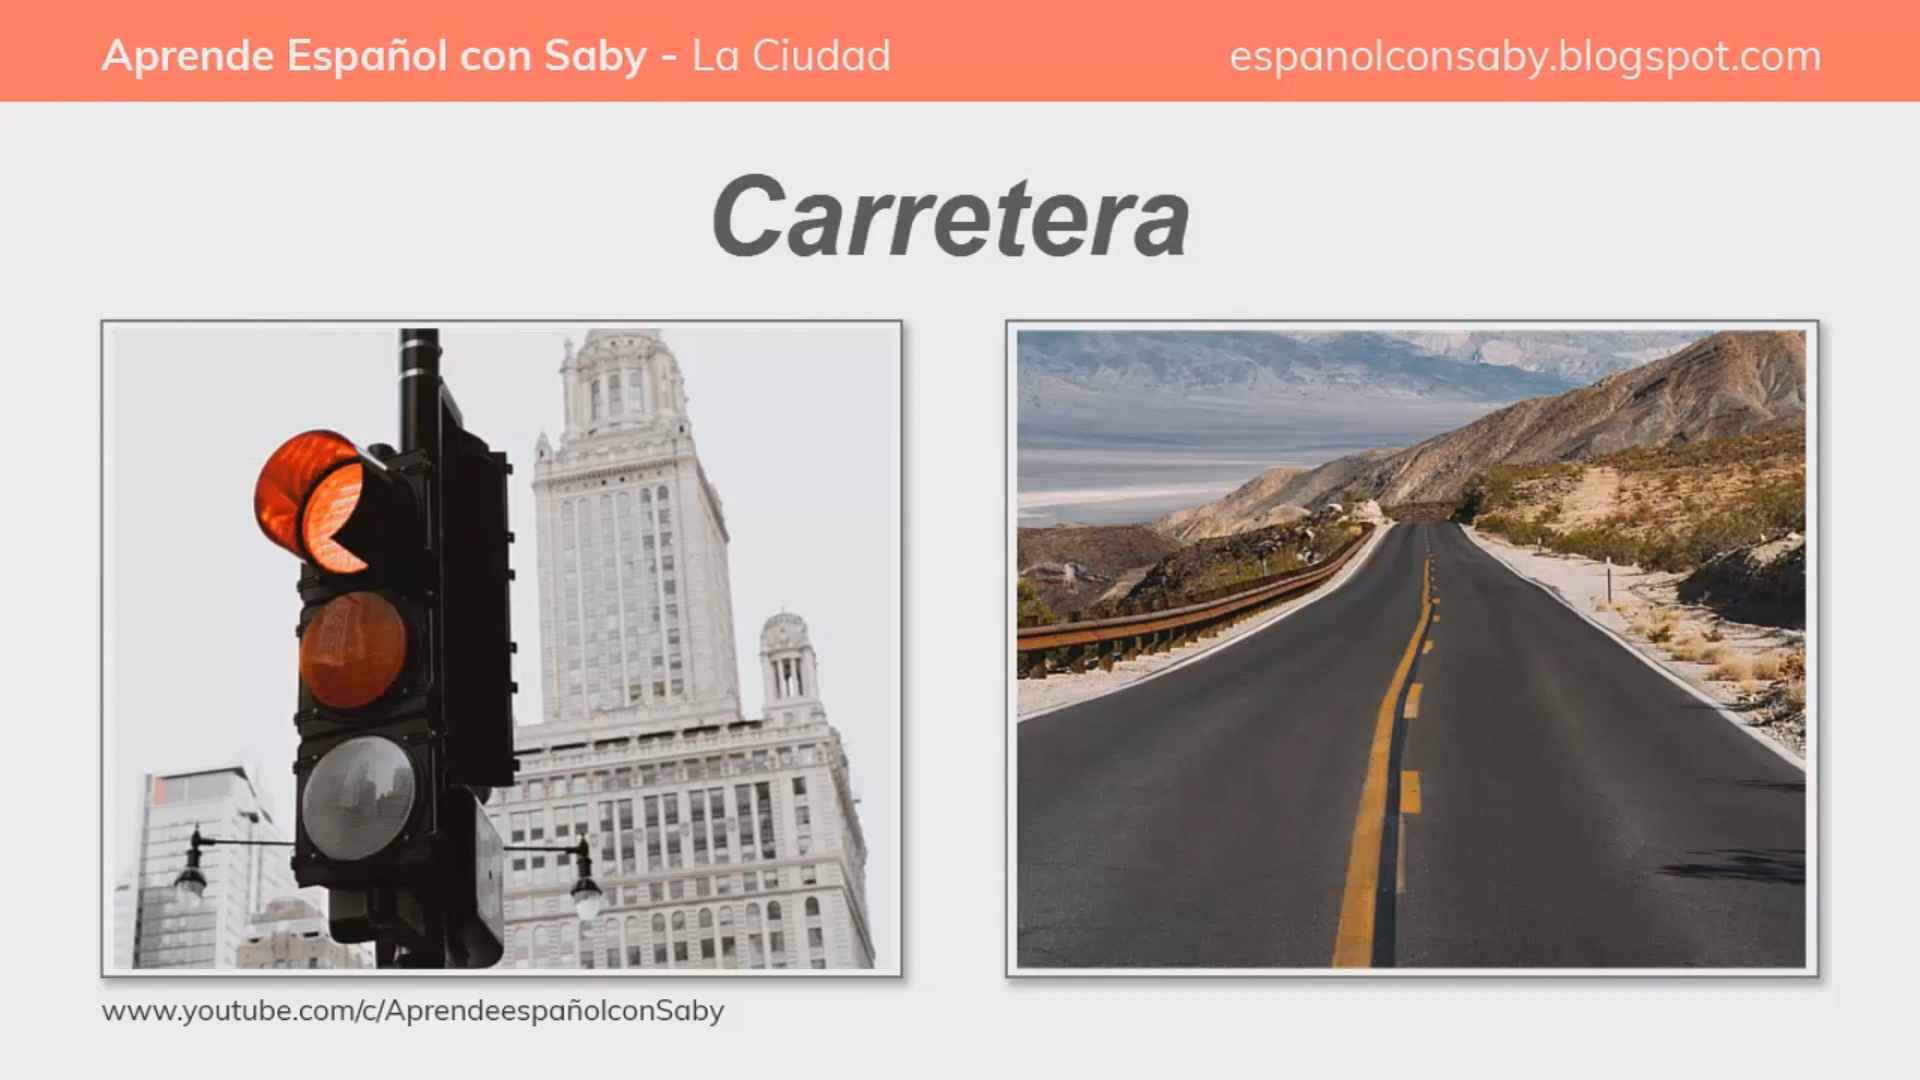 Aprende Español con Saby - La Ciudad
espanolconsaby.blogspot.com
Carretera
www.youtube.com/c/AprendeespañolconSaby